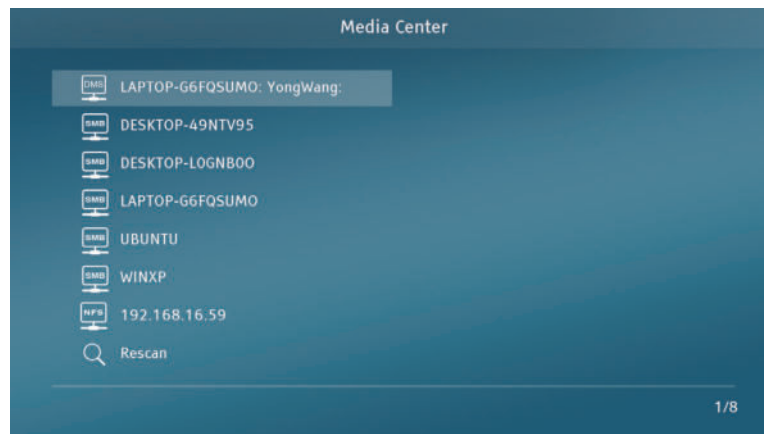 Media Center
DMS LAPTOP-G6FQSUMO: YongWang:
SMB DESKTOP-49NTV95
SMB DESKTOP-L0GNB0O
SMB LAPTOP-G6FQSUMO
SMB UBUNTU
SMB WINXP
NFS 192.168.16.59
Rescan
1/8